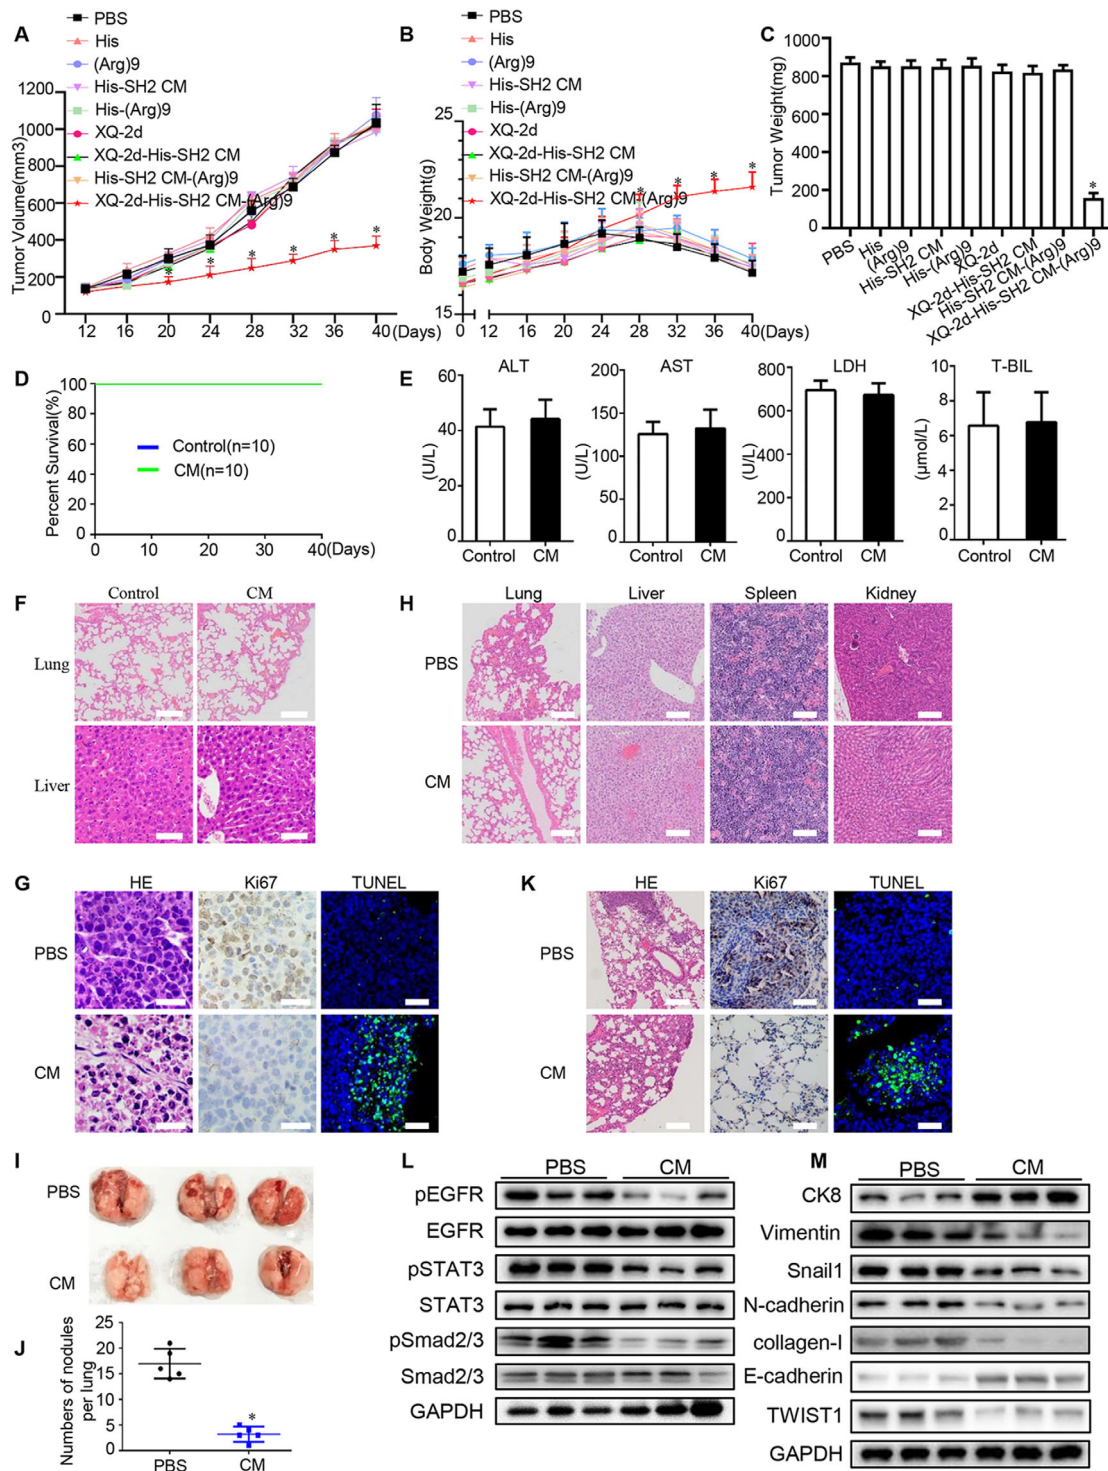 A
PBS
His
(Arg)9
His-SH2 CM
His-(Arg)9
XQ-2d
XQ-2d-His-SH2 CM
His-SH2 CM-(Arg)9
XQ-2d-His-SH2 CM-(Arg)9
Tumor Volume(mm3)
1200
1000
800
600
400
200
0
* * * * * *
12 16 20 24 28 32 36 40(Days)
B
PBS
His
(Arg)9
His-SH2 CM
His-(Arg)9
XQ-2d
XQ-2d-His-SH2 CM
His-SH2 CM-(Arg)9
XQ-2d-His-SH2 CM-(Arg)9
Body Weight(g)
25
20
15
* * * *
0 12 16 20 24 28 32 36 40(Days)
C
Tumor Weight(mg)
1000
800
600
400
200
0
*
PBS
His
(Arg)9
His-SH2 CM
His-(Arg)9
XQ-2d
XQ-2d-His-SH2 CM
His-SH2 CM-(Arg)9
XQ-2d-His-SH2 CM-(Arg)9
D
Percent Survival(%)
100
80
60
40
20
0
Control(n=10)
CM(n=10)
0 10 20 30 40(Days)
E
ALT
(U/L)
60
40
20
0
Control CM
AST
(U/L)
200
150
100
50
0
Control CM
LDH
(U/L)
800
600
400
200
0
Control CM
T-BIL
(μmol/L)
10
8
6
4
2
0
Control CM
F
Control CM
Lung
Liver
H
Lung Liver Spleen Kidney
PBS
CM
G
HE Ki67 TUNEL
PBS
CM
K
HE Ki67 TUNEL
PBS
CM
I
PBS
CM
J
Numbers of nodules
per lung
25
20
15
10
5
0
*
PBS CM
L
PBS CM
pEGFR
EGFR
pSTAT3
STAT3
pSmad2/3
Smad2/3
GAPDH
M
PBS CM
CK8
Vimentin
Snail1
N-cadherin
collagen-I
E-cadherin
TWIST1
GAPDH